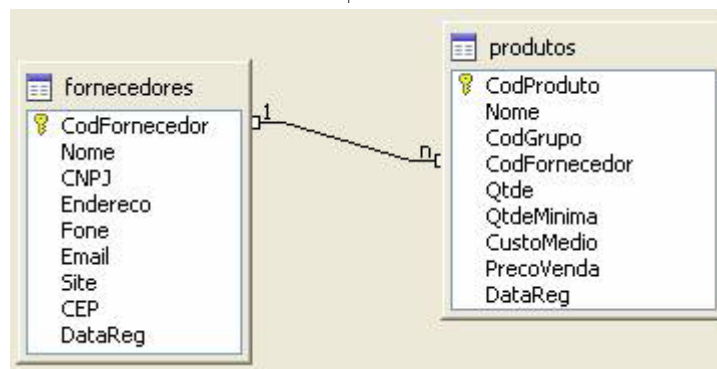 fornecedores
CodFornecedor
Nome
CNPJ
Endereco
Fone
Email
Site
CEP
DataReg
1
n
produtos
CodProduto
Nome
CodGrupo
CodFornecedor
Qtde
QtdeMinima
CustoMedio
PrecoVenda
DataReg